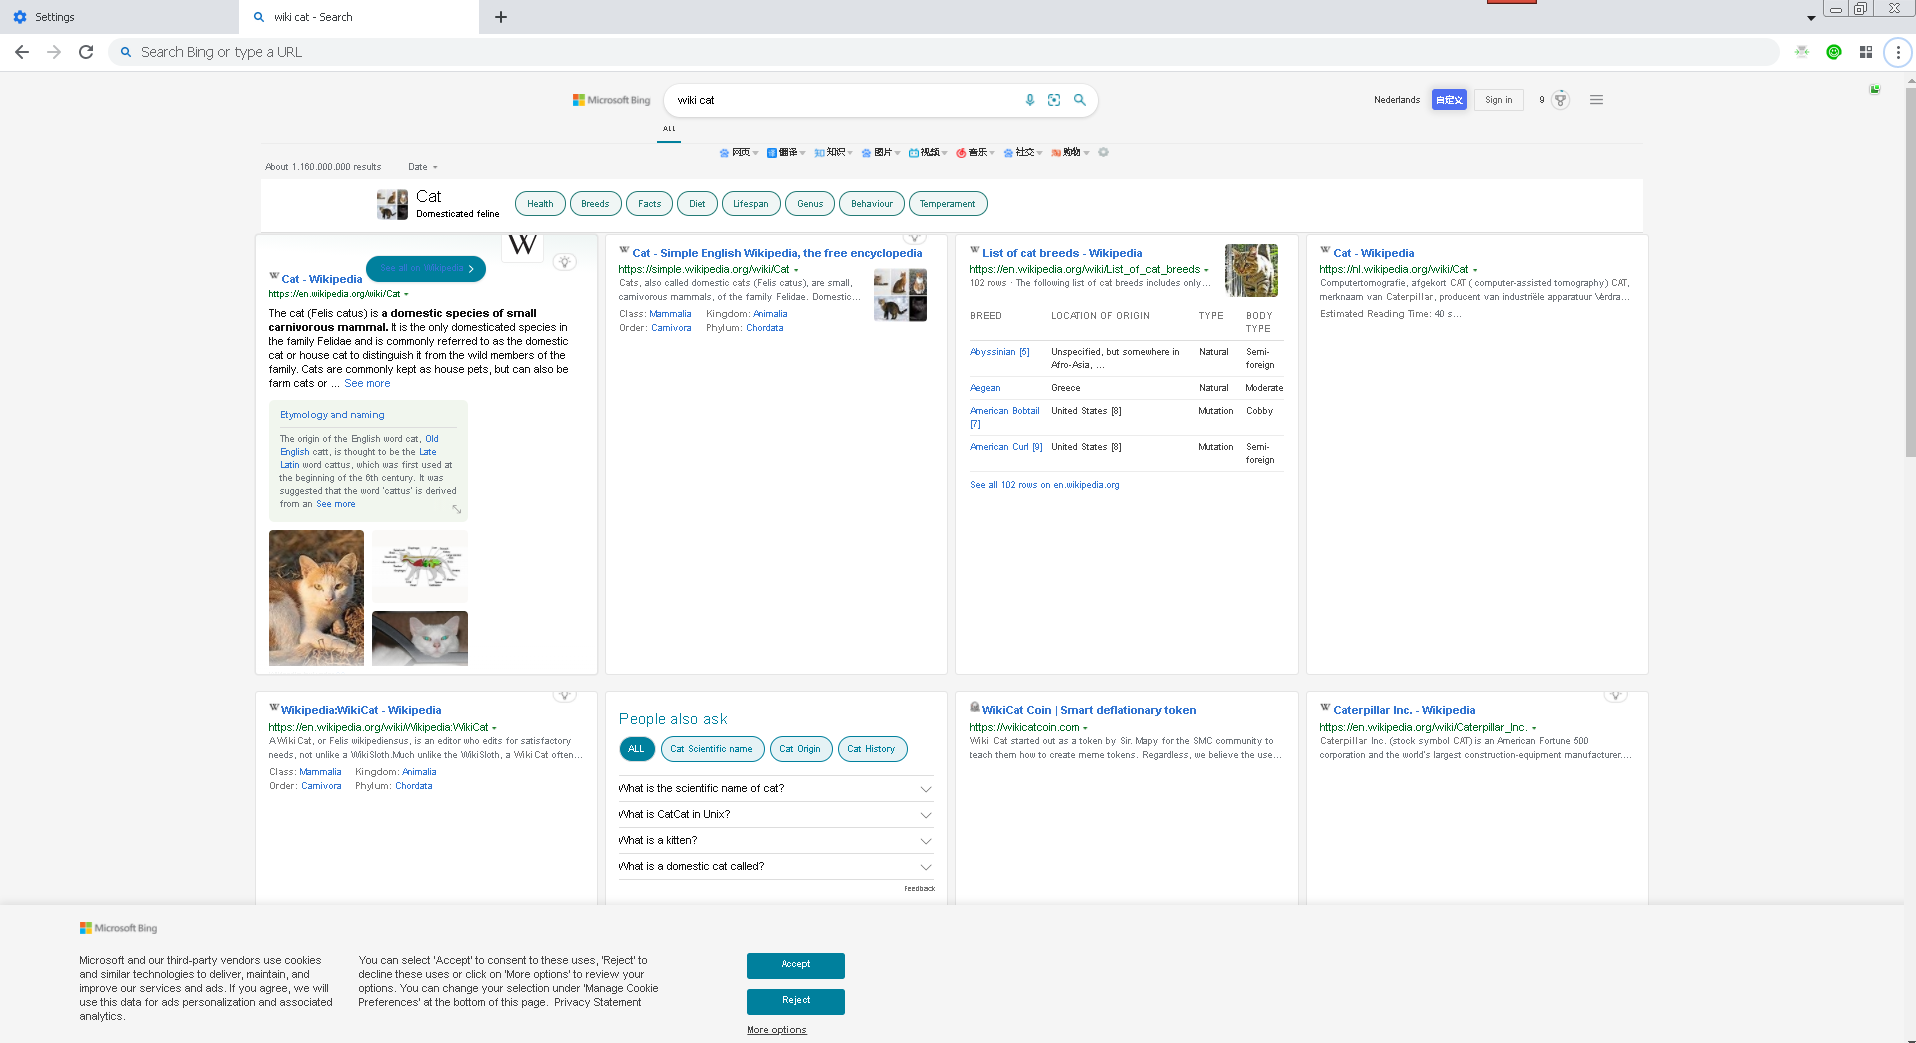 Settings
wiki cat - Search
Search Bing or type a URL
Microsoft Bing
wiki cat
Nederlands
自定义
Sign in
9
ALL
网页
翻译
知识
图片
视频
音乐
社交
购物
About 1.160.000.000 results
Date
Cat
Domesticated feline
Health
Breeds
Facts
Diet
Lifespan
Genus
Behaviour
Temperament
W
See all on Wikipedia
Cat - Wikipedia
https://en.wikipedia.org/wiki/Cat
The cat (Felis catus) is a domestic species of small
carnivorous mammal. It is the only domesticated species in
the family Felidae and is commonly referred to as the domestic
cat or house cat to distinguish it from the wild members of the
family. Cats are commonly kept as house pets, but can also be
farm cats or ... See more
Etymology and naming
The origin of the English word cat, Old
English catt, is thought to be the Late
Latin word cattus, which was first used at
the beginning of the 6th century. It was
suggested that the word 'cattus' is derived
from an See more
W Cat - Simple English Wikipedia, the free encyclopedia
https://simple.wikipedia.org/wiki/Cat
Cats, also called domestic cats (Felis catus), are small,
carnivorous mammals, of the family Felidae. Domestic...
Class: Mammalia Kingdom: Animalia
Order: Carnivora Phylum: Chordata
W List of cat breeds - Wikipedia
https://en.wikipedia.org/wiki/List_of_cat_breeds
102 rows · The following list of cat breeds includes only...
BREED LOCATION OF ORIGIN TYPE BODY
TYPE
Abyssinian [5] Unspecified, but somewhere in Natural Semi-
Afro-Asia, ... foreign
Aegean Greece Natural Moderate
American Bobtail United States [8] Mutation Cobby
[7]
American Curl [9] United States [8] Mutation Semi-
foreign
See all 102 rows on en.wikipedia.org
W Cat - Wikipedia
https://nl.wikipedia.org/wiki/Cat
Computertomografie, afgekort CAT ( computer-assisted tomography) CAT,
merknaam van Caterpillar, producent van industriële apparatuur Verdra...
Estimated Reading Time: 40 s...
W Wikipedia:WikiCat - Wikipedia
https://en.wikipedia.org/wiki/Wikipedia:WikiCat
A Wiki Cat, or Felis wikipediensus, is an editor who edits for satisfactory
needs, not unlike a WikiSloth.Much unlike the WikiSloth, a WikiCat often...
Class: Mammalia Kingdom: Animalia
Order: Carnivora Phylum: Chordata
People also ask
ALL
Cat Scientific name
Cat Origin
Cat History
What is the scientific name of cat?
What is CatCat in Unix?
What is a kitten?
What is a domestic cat called?
Feedback
WikiCat Coin | Smart deflationary token
https://wikicatcoin.com
Wiki Cat started out as a token by Sir. Mapy for the SMC community to
teach them how to create meme tokens. Regardless, we believe the use...
W Caterpillar Inc. - Wikipedia
https://en.wikipedia.org/wiki/Caterpillar_Inc.
Caterpillar Inc. (stock symbol CAT) is an American Fortune 500
corporation and the world's largest construction-equipment manufacturer....
Microsoft Bing
Microsoft and our third-party vendors use cookies
and similar technologies to deliver, maintain, and
improve our services and ads. If you agree, we will
use this data for ads personalization and associated
analytics.
You can select 'Accept' to consent to these uses, 'Reject' to
decline these uses or click on 'More options' to review your
options. You can change your selection under 'Manage Cookie
Preferences' at the bottom of this page. Privacy Statement
Accept
Reject
More options